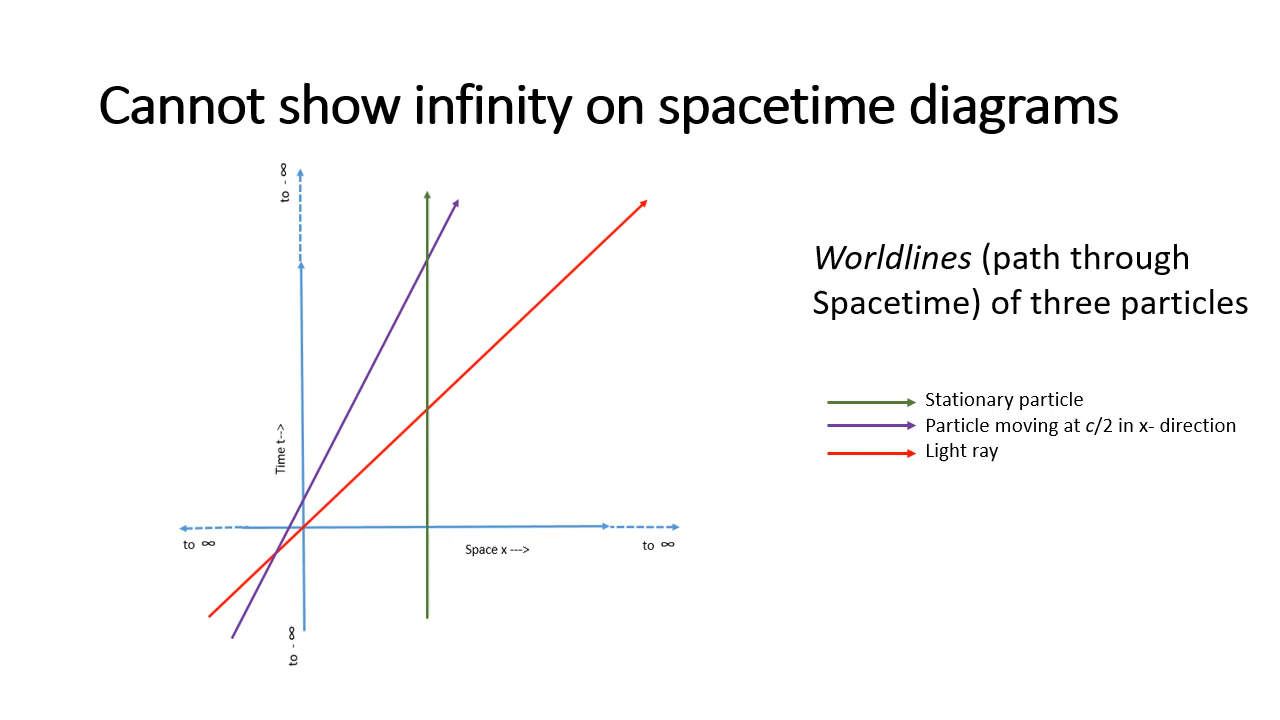 Cannot show infinity on spacetime diagrams
to - ∞
Worldlines (path through
Spacetime) of three particles
Stationary particle
Particle moving at c/2 in x- direction
Light ray
Time t-->
to ∞
Space x --->
to ∞
to - ∞